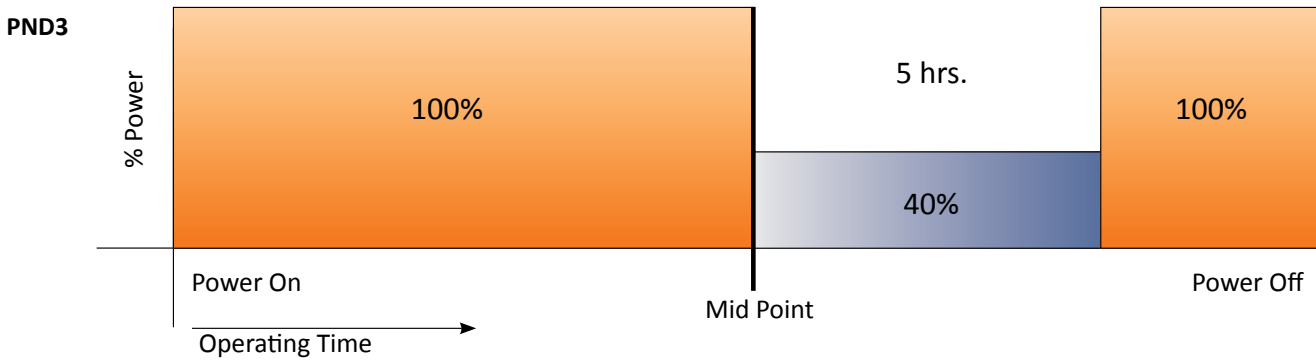 PND3
% Power
100%
5 hrs.
40%
100%
Power On
Mid Point
Power Off
Operating Time